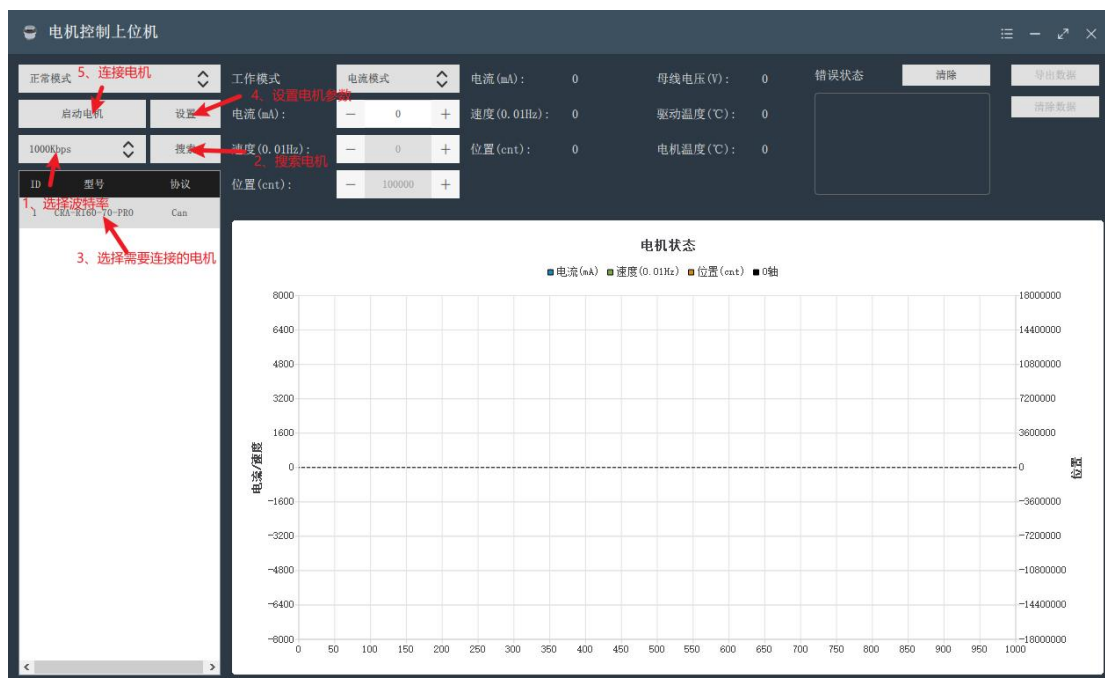 电机控制上位机
正常模式
5、连接电机
工作模式
电流模式
电流(mA): 0
母线电压(V): 0
错误状态
清除
导出数据
启动电机
设置
4、设置电机参数
电流(mA):
— 0 +
速度(0.01Hz): 0
驱动温度(℃): 0
清除数据
1000Kbps
搜索
2、搜索电机
速度(0.01Hz):
— 0 +
位置(cnt): 0
电机温度(℃): 0
ID 型号 协议
位置(cnt):
— 100000 +
1、选择波特率
1 CRA-RI60-70-PRO Can
3、选择需要连接的电机
电机状态
电流(mA) 速度(0.01Hz) 位置(cnt) 0轴
8000 18000000
6400 14400000
4800 10800000
3200 7200000
1600 3600000
0 0
-1600 -3600000
-3200 -7200000
-4800 -10800000
-6400 -14400000
-8000 -18000000
电流/速度
位置
0 50 100 150 200 250 300 350 400 450 500 550 600 650 700 750 800 850 900 950 1000